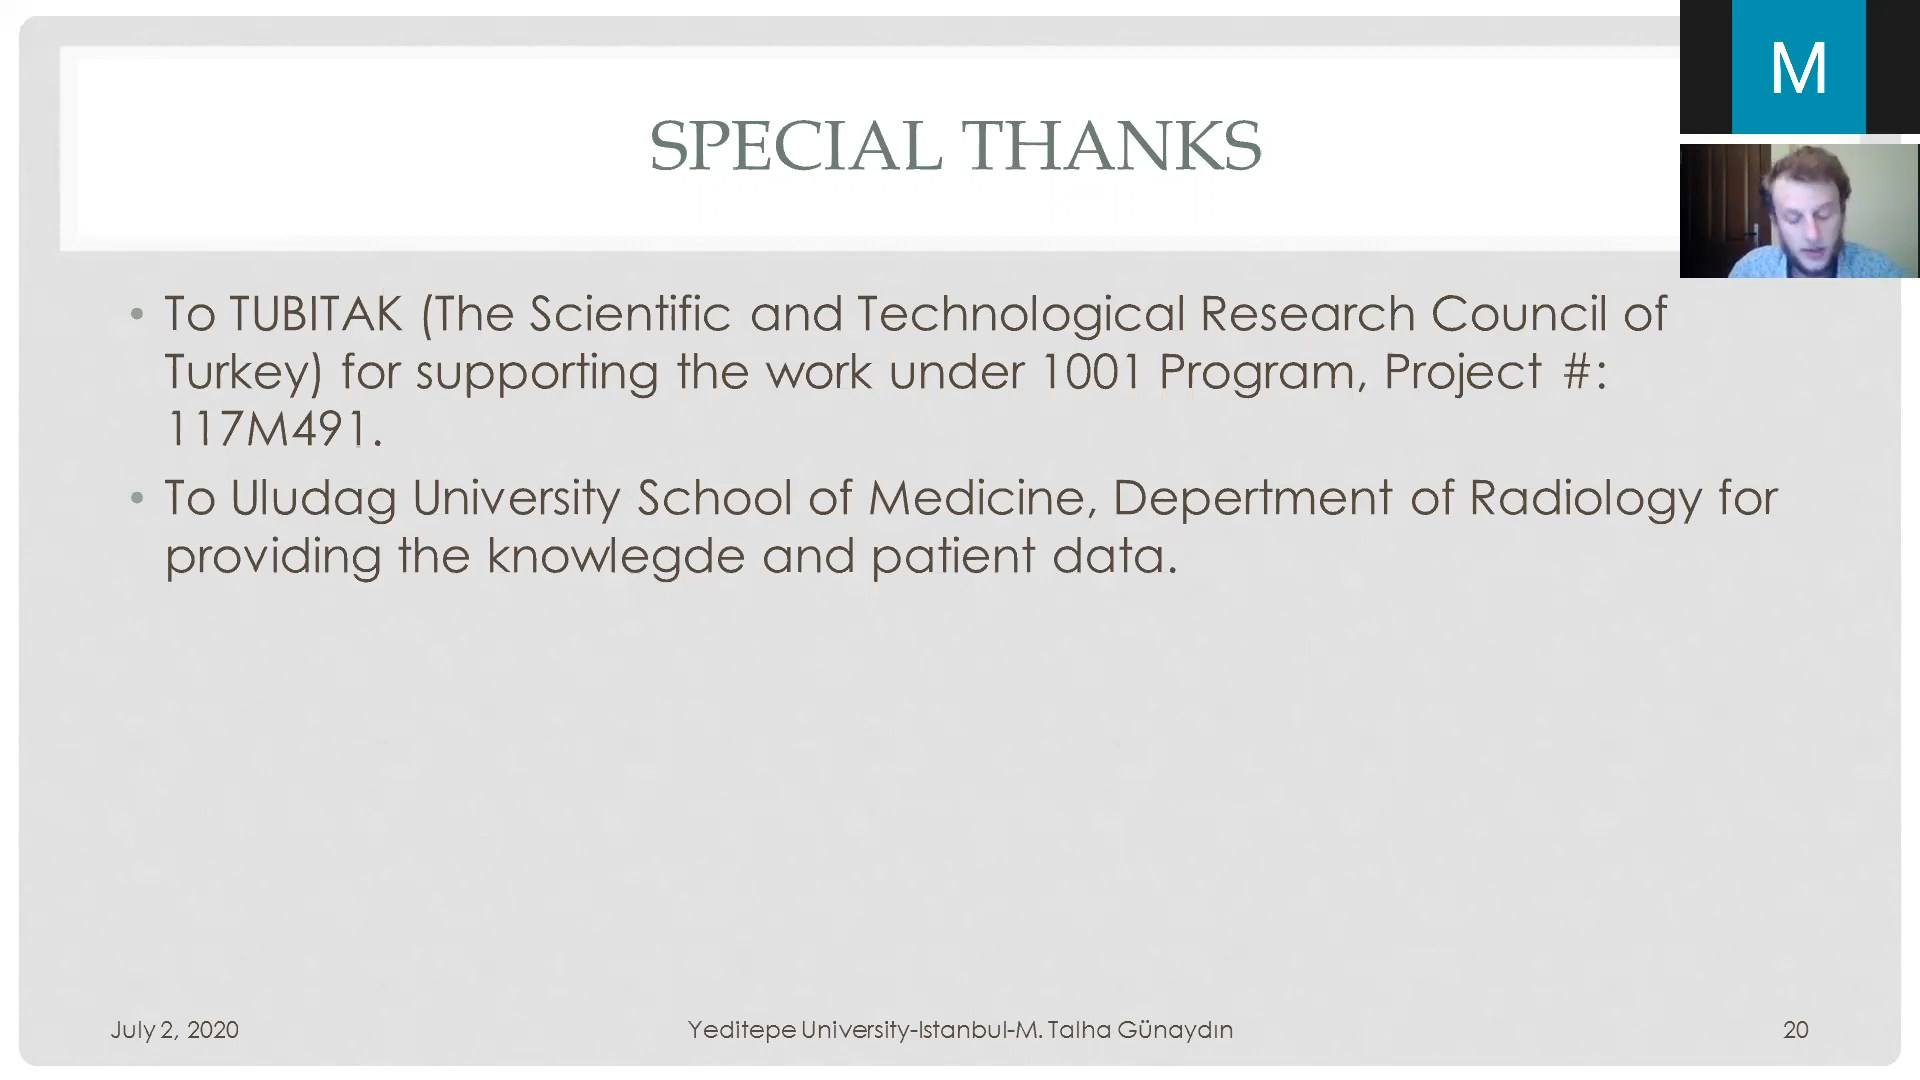 M
SPECIAL THANKS
• To TUBITAK (The Scientific and Technological Research Council of
Turkey) for supporting the work under 1001 Program, Project #:
117M491.
• To Uludag University School of Medicine, Depertment of Radiology for
providing the knowlegde and patient data.
July 2, 2020
Yeditepe University-Istanbul-M. Talha Günaydın
20